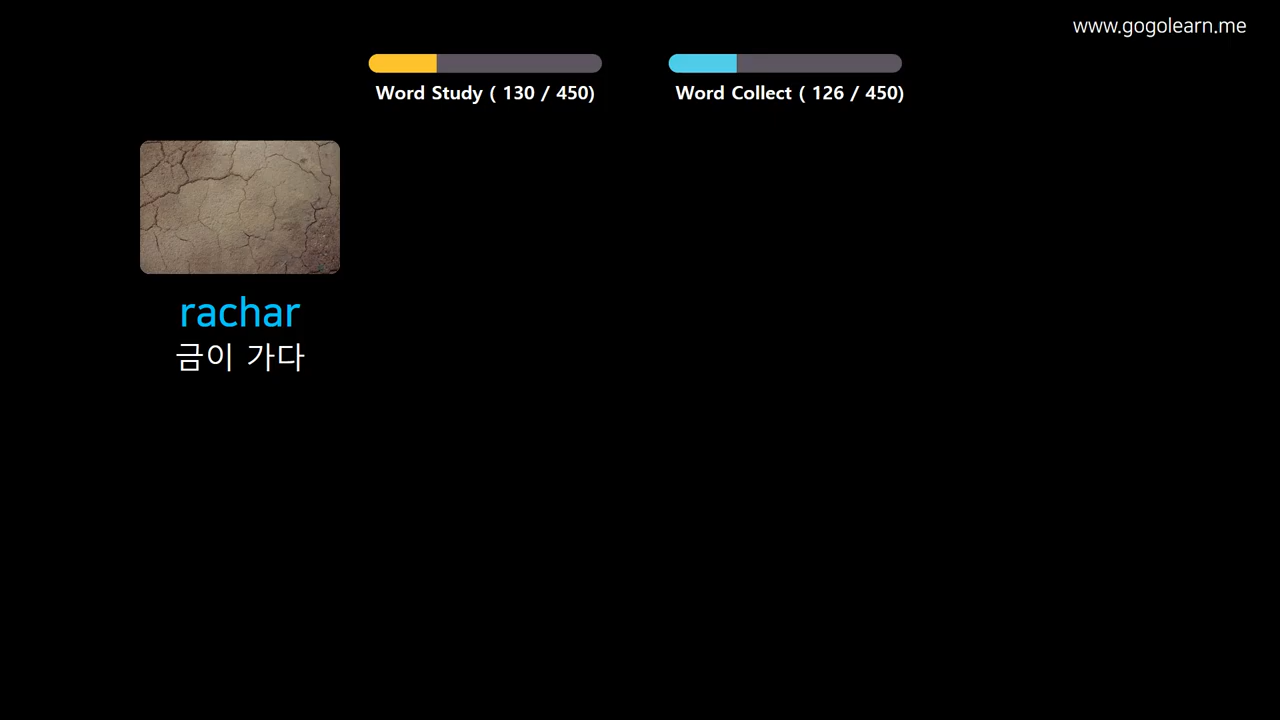 www.gogolearn.me
Word Study ( 130 / 450)
Word Collect ( 126 / 450)
rachar
금이 가다